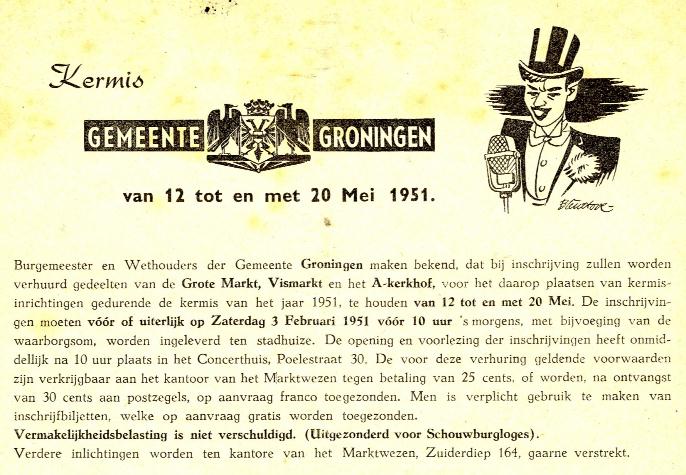 Kermis
GEMEENTE GRONINGEN
van 12 tot en met 20 Mei 1951.
Burgemeester en Wethouders der Gemeente Groningen maken bekend, dat bij inschrijving zullen worden
verhuurd gedeelten van de Grote Markt, Vismarkt en het A-kerkhof, voor het daarop plaatsen van kermis-
inrichtingen gedurende de kermis van het jaar 1951, te houden van 12 tot en met 20 Mei. De inschrijvin-
gen moeten vóór of uiterlijk op Zaterdag 3 Februari 1951 vóór 10 uur 's morgens, met bijvoeging van de
waarborgsom, worden ingeleverd ten stadhuize. De opening en voorlezing der inschrijvingen heeft onmid-
dellijk na 10 uur plaats in het Concerthuis, Poelestraat 30. De voor deze verhuring geldende voorwaarden
zijn verkrijgbaar aan het kantoor van het Marktwezen tegen betaling van 25 cents, of worden, na ontvangst
van 30 cents aan postzegels, op aanvraag franco toegezonden. Men is verplicht gebruik te maken van
inschrijfbiljetten, welke op aanvraag gratis worden toegezonden.
Vermakelijkheidsbelasting is niet verschuldigd. (Uitgezonderd voor Schouwburgloges).
Verdere inlichtingen worden ten kantore van het Marktwezen, Zuiderdiep 164, gaarne verstrekt.